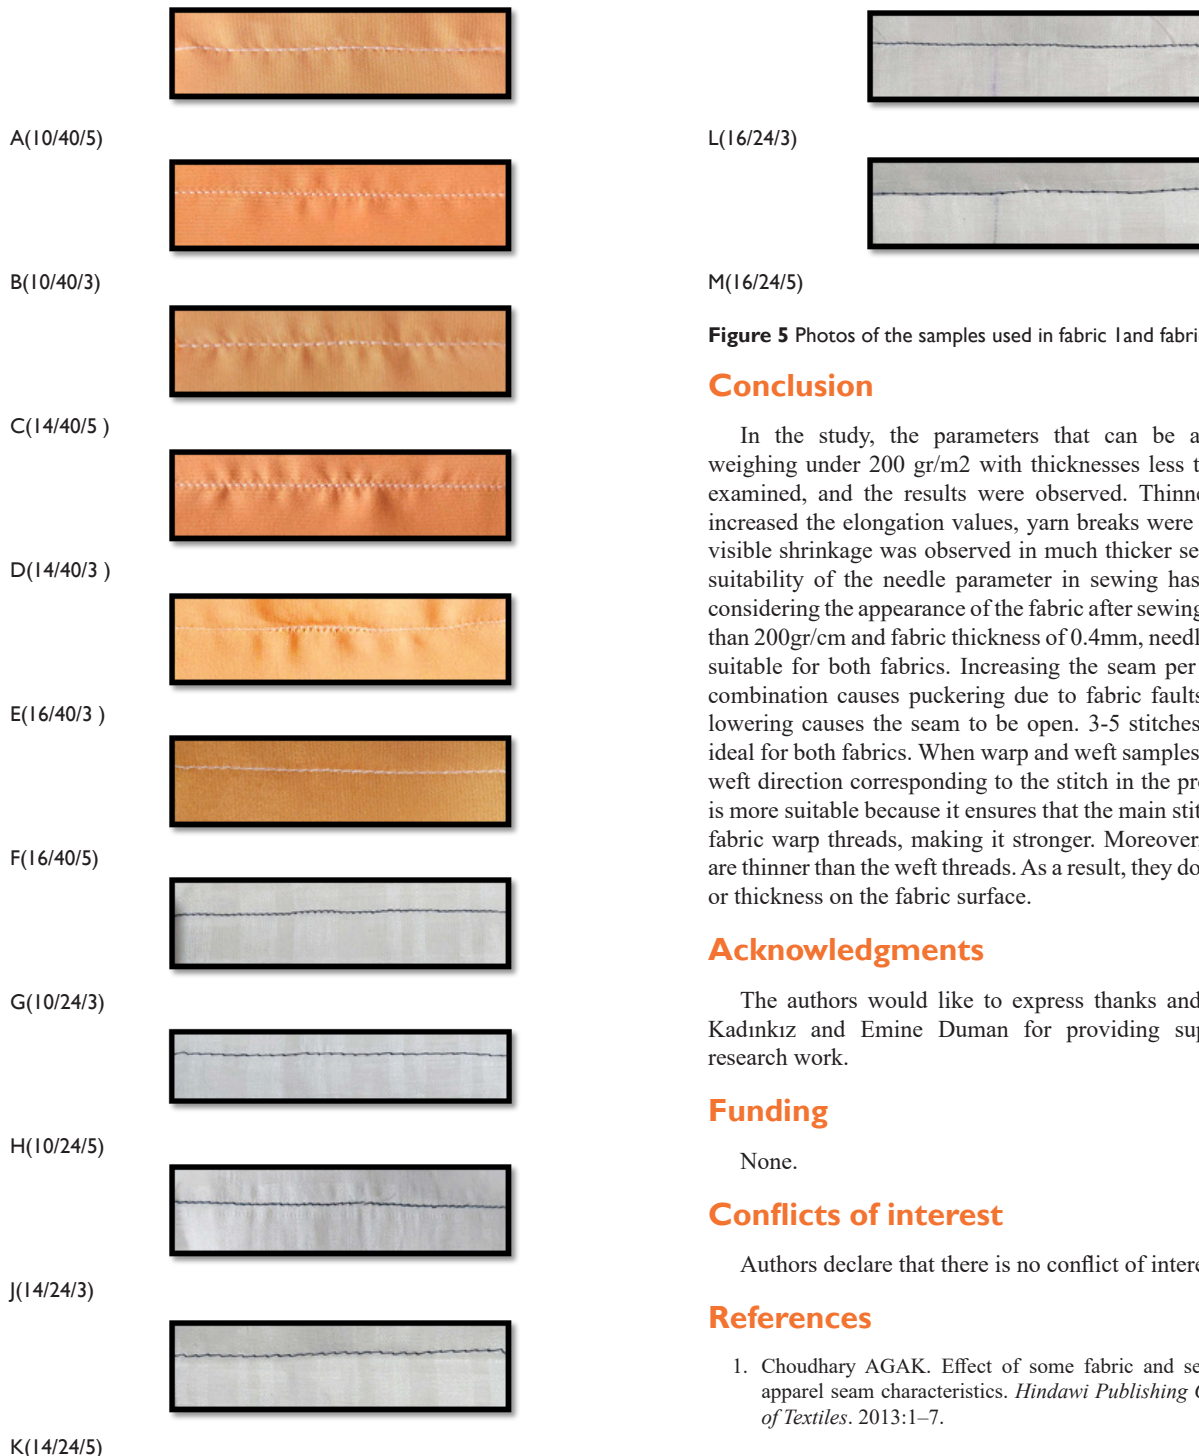 A(10/40/5)
B(10/40/3)
C(14/40/5 )
D(14/40/3 )
E(16/40/3 )
F(16/40/5)
G(10/24/3)
H(10/24/5)
J(14/24/3)
K(14/24/5)
L(16/24/3)
M(16/24/5)
Figure 5 Photos of the samples used in fabric 1and
Conclusion
In the study, the parameters that can be
weighing under 200 gr/m2 with thicknesses less
examined, and the results were observed.
increased the elongation values, yarn breaks were
visible shrinkage was observed in much thicker
suitability of the needle parameter in sewing has
considering the appearance of the fabric after sewing
than 200gr/cm and fabric thickness of 0.4mm,
suitable for both fabrics. Increasing the seam per
combination causes puckering due to fabric faults
lowering causes the seam to be open. 3-5 stitches
ideal for both fabrics. When warp and weft samples
weft direction corresponding to the stitch in the
is more suitable because it ensures that the main
fabric warp threads, making it stronger. Moreover,
are thinner than the weft threads. As a result, they do
or thickness on the fabric surface.
Acknowledgments
The authors would like to express thanks and
Kadınkız and Emine Duman for providing
research work.
Funding
None.
Conflicts of interest
Authors declare that there is no conflict of
References
1. Choudhary AGAK. Effect of some fabric and
apparel seam characteristics. Hindawi Publishing
of Textiles. 2013:1–7.